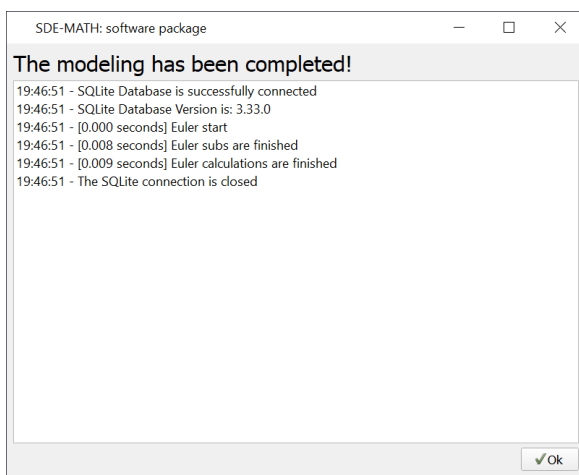 SDE-MATH: software package
The modeling has been completed!
19:46:51 - SQLite Database is successfully connected
19:46:51 - SQLite Database Version is: 3.33.0
19:46:51 - [0.000 seconds] Euler start
19:46:51 - [0.008 seconds] Euler subs are finished
19:46:51 - [0.009 seconds] Euler calculations are finished
19:46:51 - The SQLite connection is closed
Ok